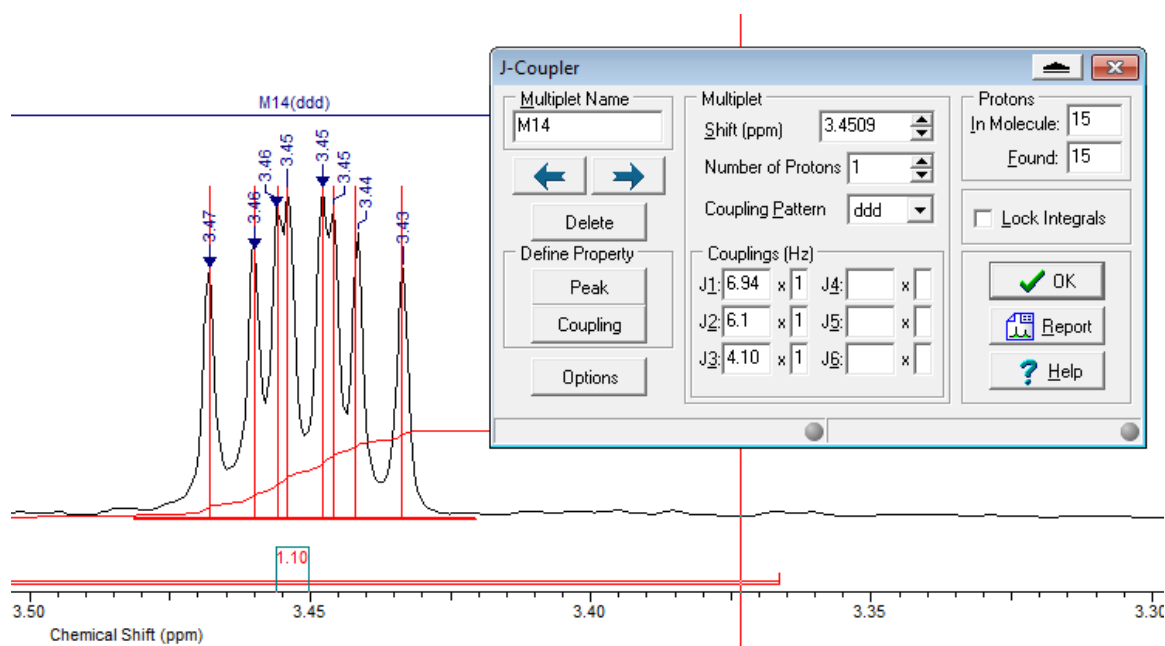 M14(ddd)
3.47
3.46
3.46
3.45
3.45
3.45
3.44
3.43
1.10
3.50
3.45
3.40
3.35
3.30
Chemical Shift (ppm)
J-Coupler
Multiplet Name
M14
Delete
Define Property
Peak
Coupling
Options
Multiplet
Shift (ppm) 3.4509
Number of Protons 1
Coupling Pattern ddd
Couplings (Hz)
J1: 6.94 x 1 J4: x
J2: 6.1 x 1 J5: x
J3: 4.10 x 1 J6: x
Protons
In Molecule: 15
Found: 15
Lock Integrals
OK
Report
Help